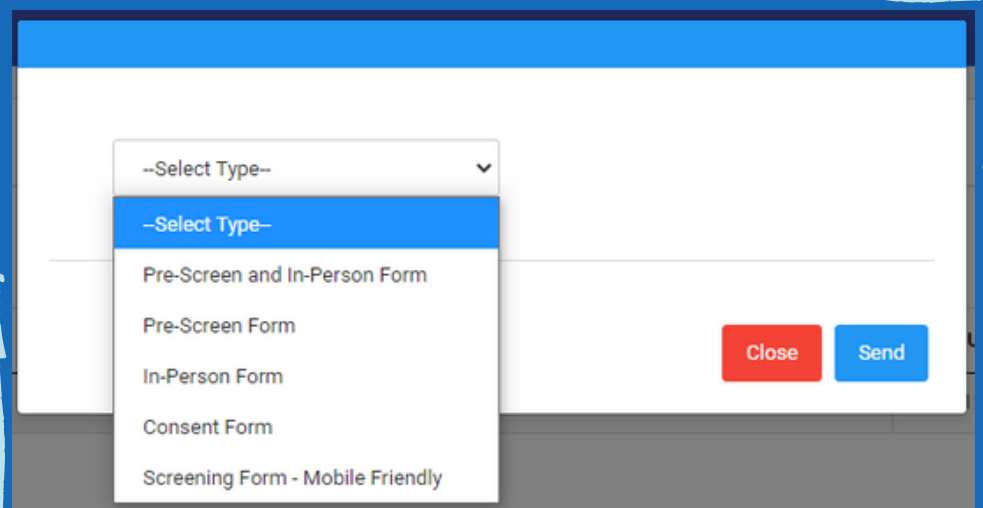 --Select Type--
--Select Type--
Pre-Screen and In-Person Form
Pre-Screen Form
In-Person Form
Consent Form
Screening Form - Mobile Friendly
Close
Send